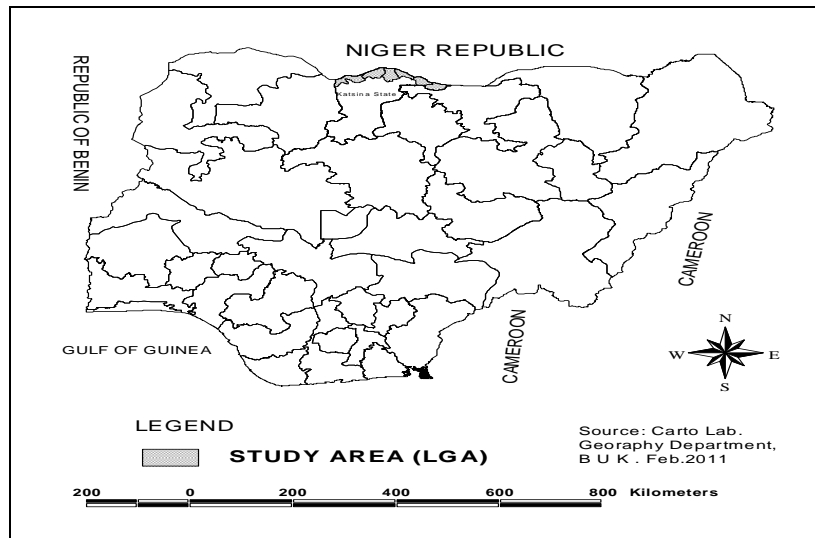 NIGER REPUBLIC
REPUBLIC OF BENIN
Katsina State
CAMEROON
CAMEROON
GULF OF GUINEA
N
W E
S
LEGEND
STUDY AREA (LGA)
Source: Carto Lab.
Georaphy Department,
B U K . Feb.2011
200 0 200 400 600 800 Kilometers